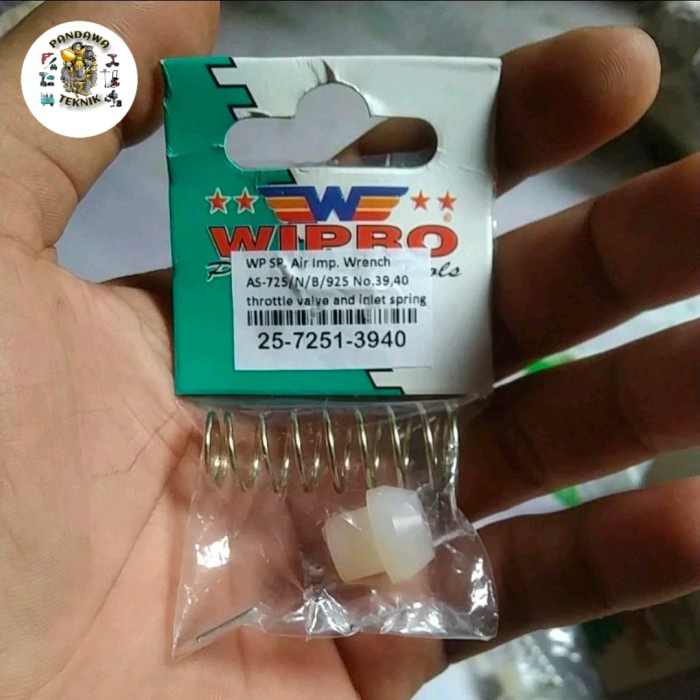 PANDAWA
TEKNIK
W
WIPRO
®
WP SP. Air Imp. Wrench
AS-725/N/B/925 No.39,40
throttle valve and inlet spring
25-7251-3940